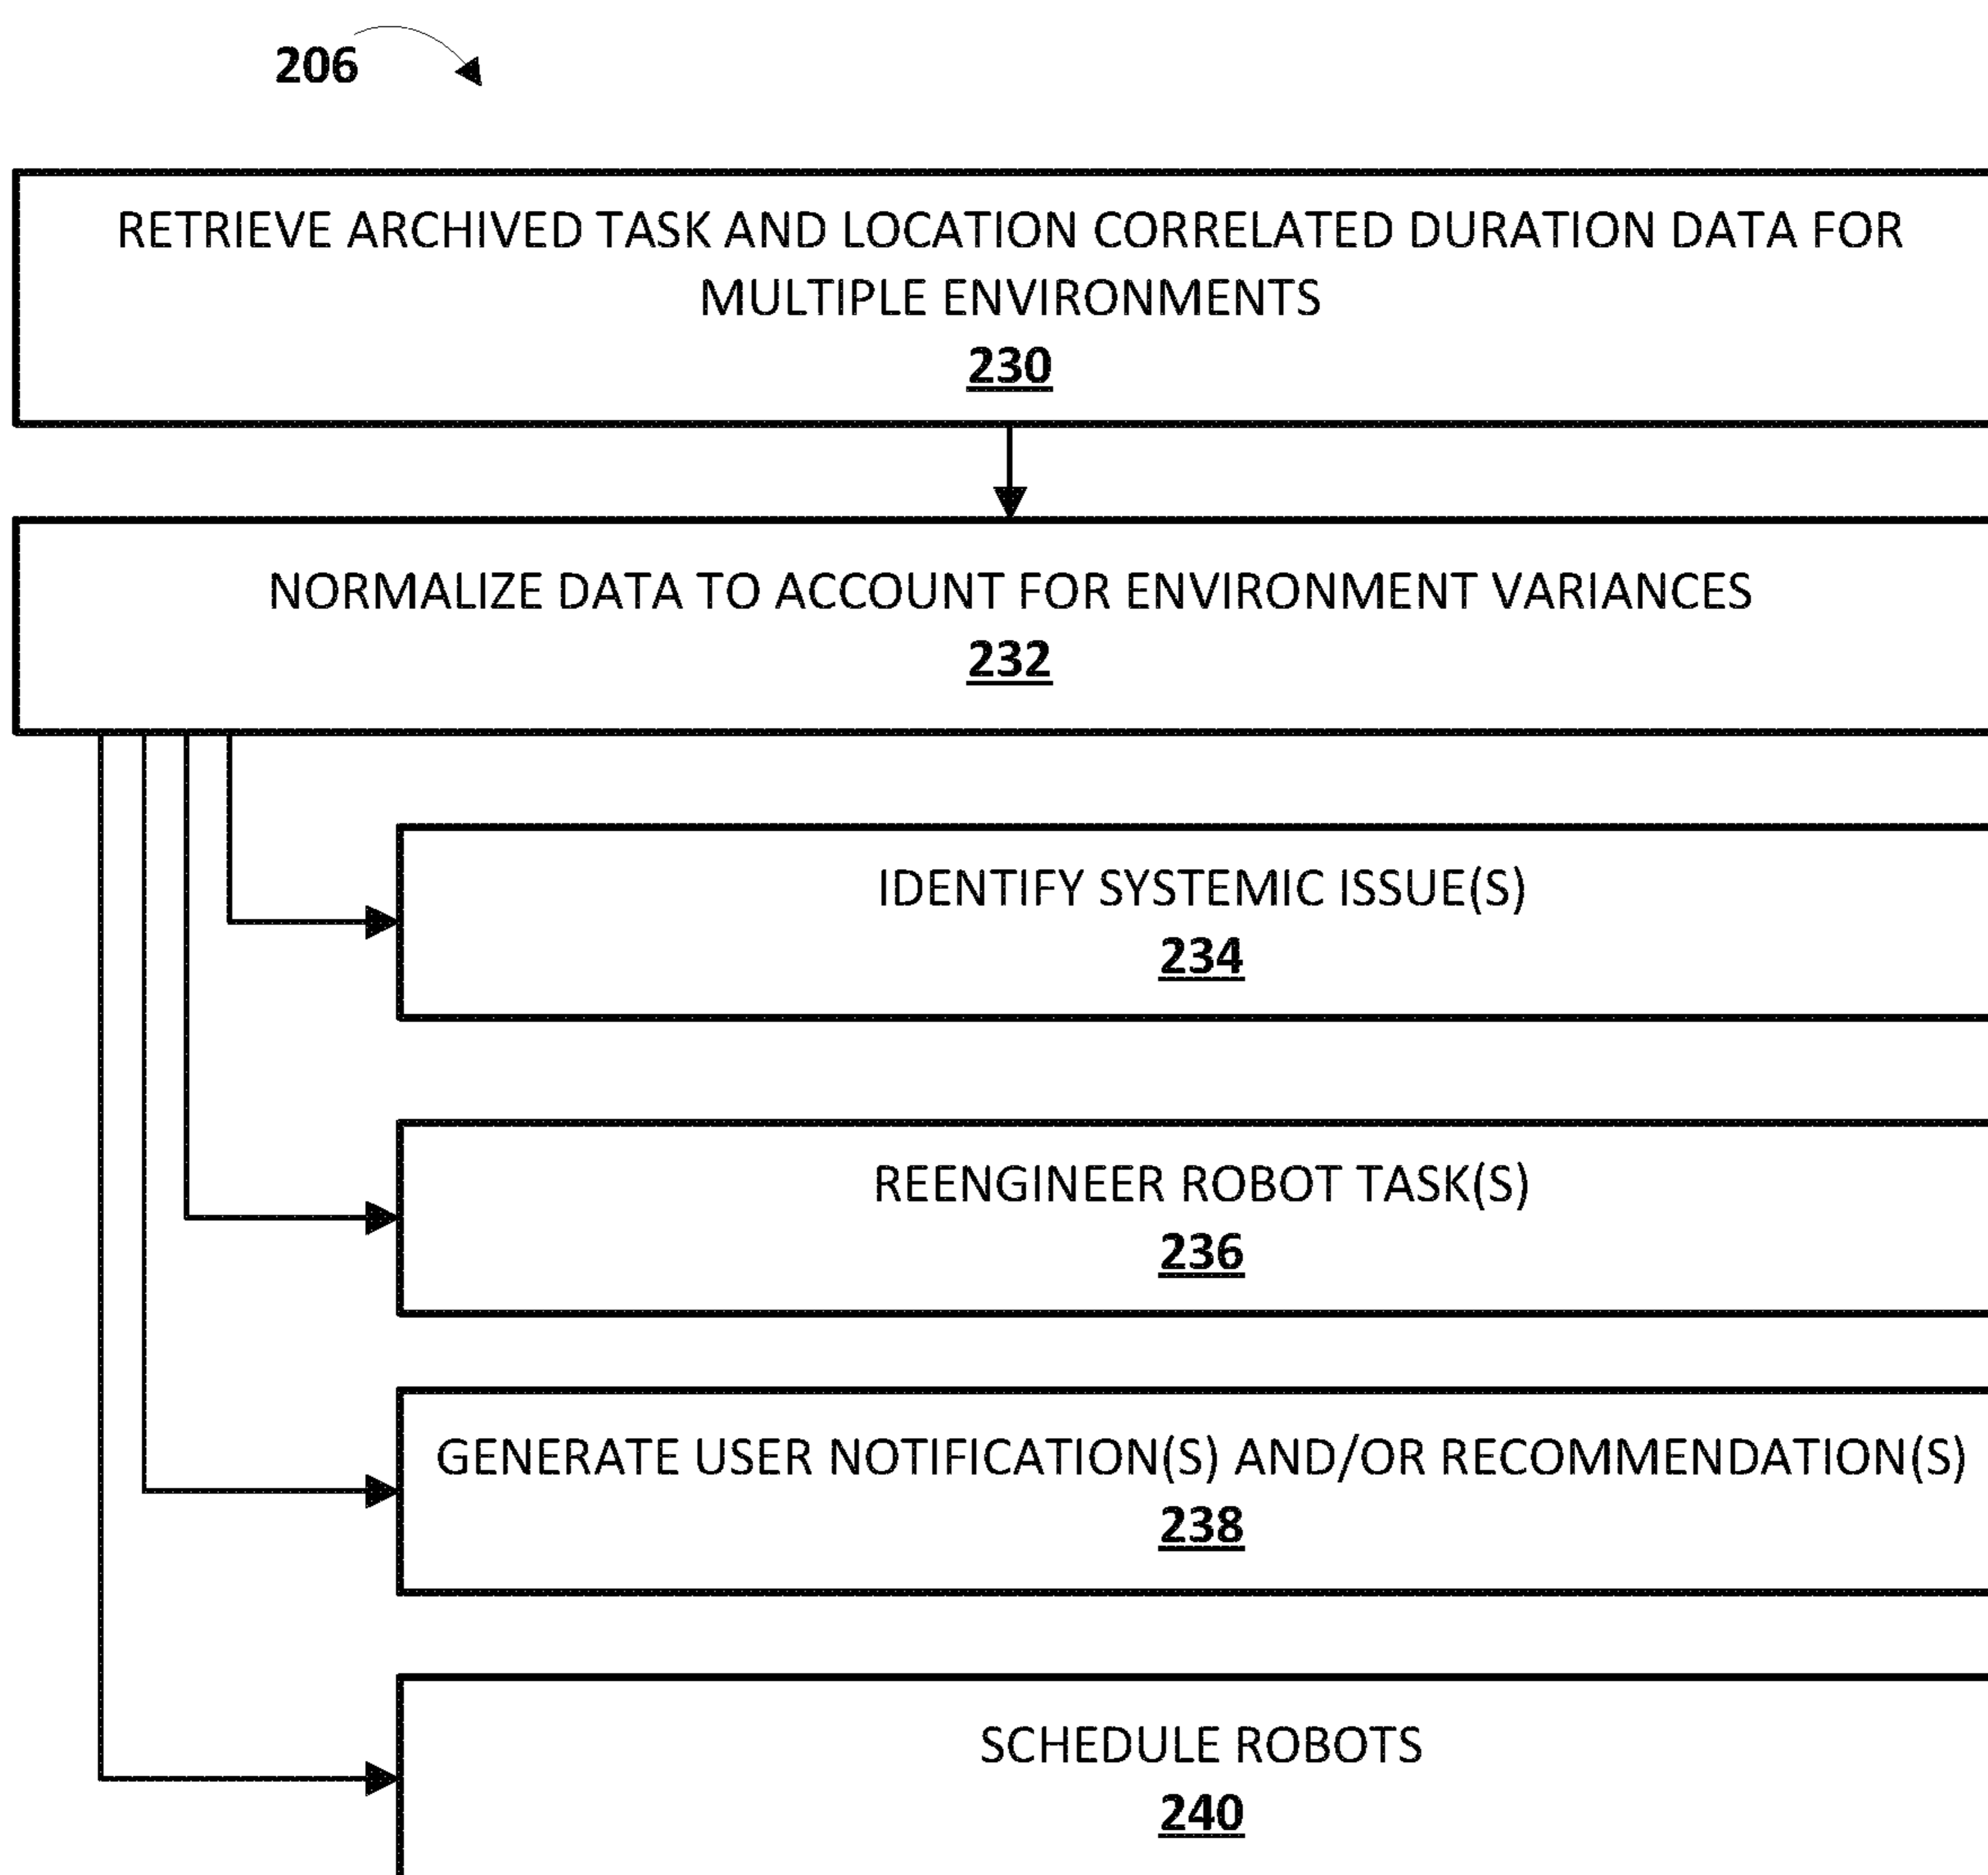 206
RETRIEVE ARCHIVED TASK AND LOCATION CORRELATED DURATION DATA FOR
MULTIPLE ENVIRONMENTS
230
NORMALIZE DATA TO ACCOUNT FOR ENVIRONMENT VARIANCES
232
IDENTIFY SYSTEMIC ISSUE(S)
234
REENGINEER ROBOT TASK(S)
236
GENERATE USER NOTIFICATION(S) AND/OR RECOMMENDATION(S)
238
SCHEDULE ROBOTS
240